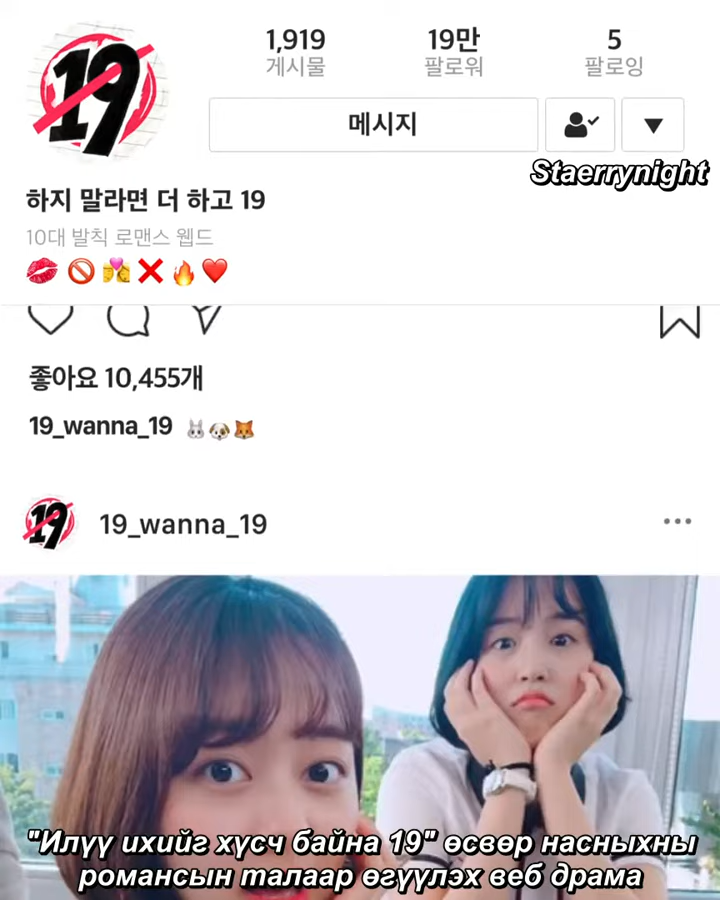 19
1,919
19만
5
게시물
팔로워
팔로잉
메시지
Staerrynight
하지 말라면 더 하고 19
10대 발칙 로맨스 웹드
💋🚫💏❌🔥❤️
좋아요 10,455개
19_wanna_19 🐰🐶🦊
19
19_wanna_19
"Илүү ихийг хүсч байна 19" өсвөр насныхны
романсын талаар өгүүлэх веб драма